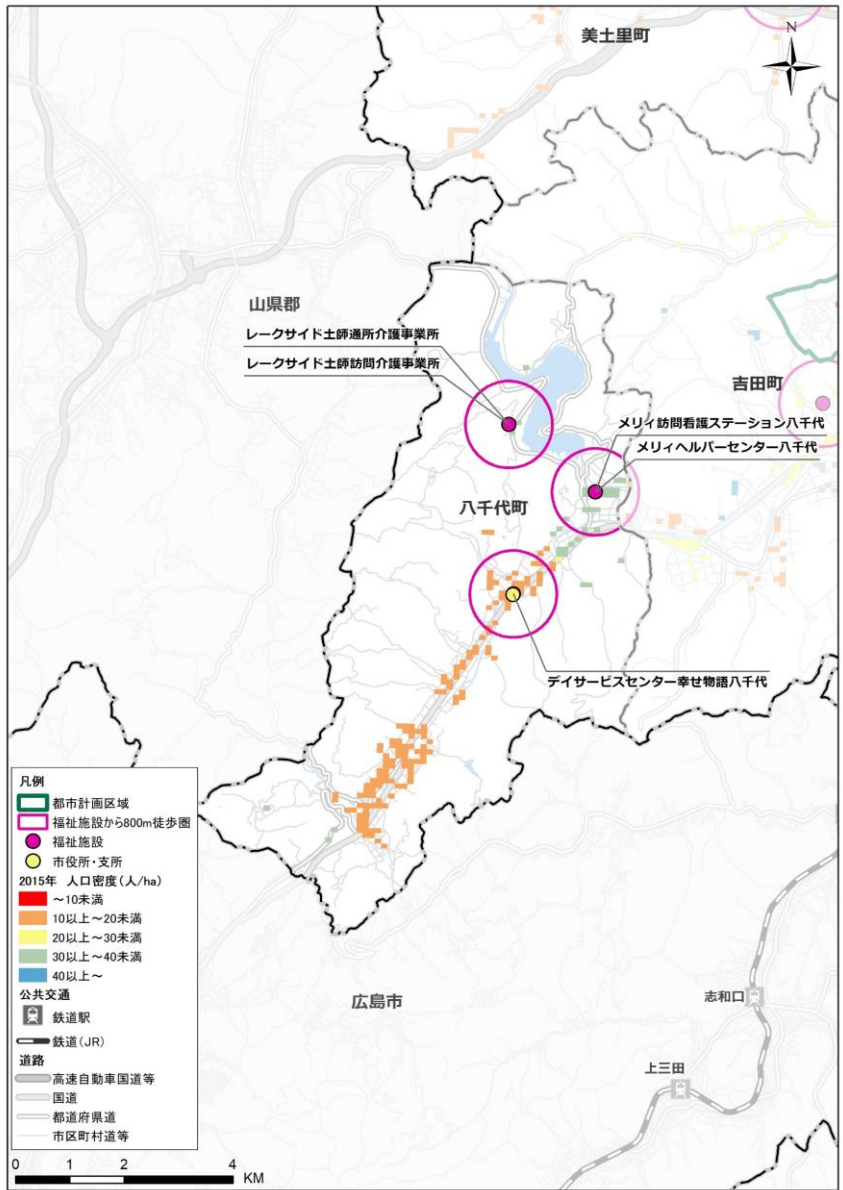 美土里町
N
山県郡
レークサイド土師通所介護事業所
レークサイド土師訪問介護事業所
吉田町
メリィ訪問看護ステーション八千代
メリィヘルパーセンター八千代
八千代町
デイサービスセンター幸せ物語八千代
凡例
都市計画区域
福祉施設から800m徒歩圏
福祉施設
市役所・支所
2015年 人口密度(人/ha)
~10未満
10以上~20未満
20以上~30未満
30以上~40未満
40以上~
公共交通
鉄道駅
鉄道(JR)
道路
高速自動車国道等
国道
都道府県道
市区町村道等
広島市
志和口
上三田
0 1 2 4
KM